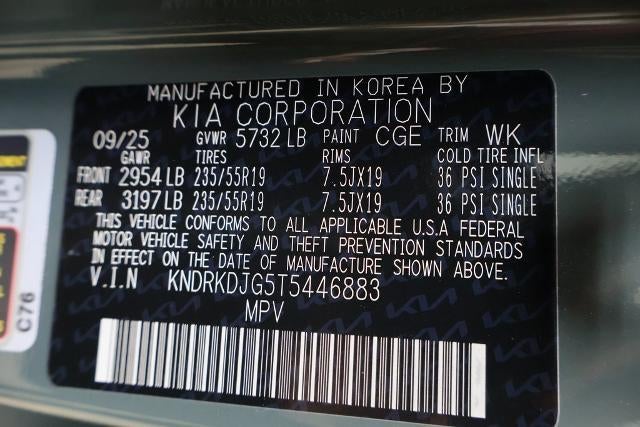 MANUFACTURED IN KOREA BY
KIA CORPORATION
09/25 GVWR 5732 LB PAINT CGE TRIM WK
GAWR TIRES RIMS COLD TIRE INFL
FRONT 2954 LB 235/55R19 7.5JX19 36 PSI SINGLE
REAR 3197 LB 235/55R19 7.5JX19 36 PSI SINGLE
THIS VEHICLE CONFORMS TO ALL APPLICABLE U.S.A FEDERAL
MOTOR VEHICLE SAFETY AND THEFT PREVENTION STANDARDS
IN EFFECT ON THE DATE OF MANUFACTURE SHOWN ABOVE.
V.I.N KNDRKDJG5T5446883
MPV
C76